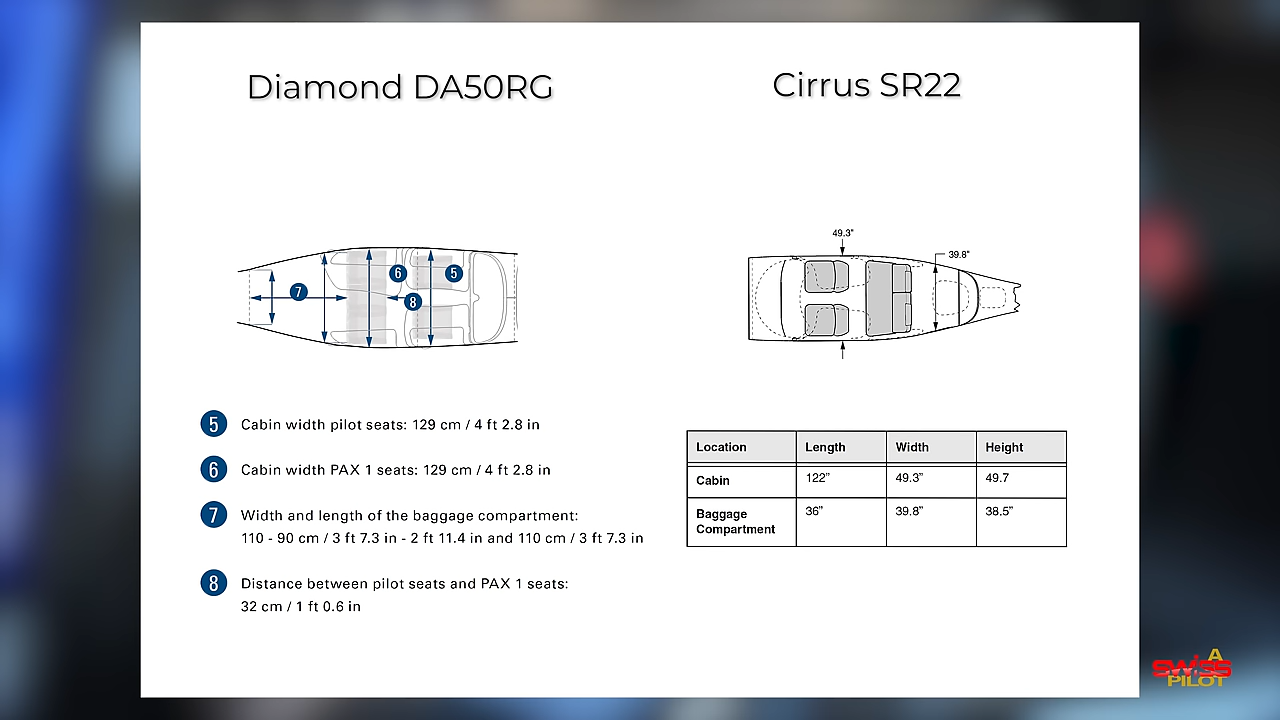 Diamond DA50RG
Cirrus SR22
7
6
5
8
49.3"
39.8"
5 Cabin width pilot seats: 129 cm / 4 ft 2.8 in
6 Cabin width PAX 1 seats: 129 cm / 4 ft 2.8 in
7 Width and length of the baggage compartment:
110 - 90 cm / 3 ft 7.3 in - 2 ft 11.4 in and 110 cm / 3 ft 7.3 in
8 Distance between pilot seats and PAX 1 seats:
32 cm / 1 ft 0.6 in
Location Length Width Height
Cabin 122” 49.3” 49.7
Baggage Compartment 36” 39.8” 38.5”
A
SWISS
PILOT